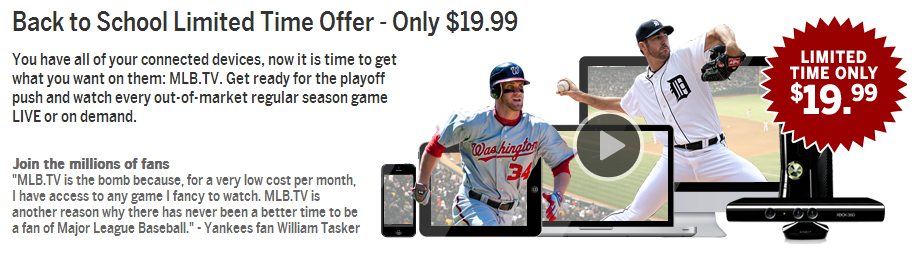 Back to School Limited Time Offer - Only $19.99
You have all of your connected devices, now it is time to get
what you want on them: MLB.TV. Get ready for the playoff
push and watch every out-of-market regular season game
LIVE or on demand.
Join the millions of fans
"MLB.TV is the bomb because, for a very low cost per month,
I have access to any game I fancy to watch. MLB.TV is
another reason why there has never been a better time to be
a fan of Major League Baseball." - Yankees fan William Tasker
LIMITED
TIME ONLY
$19.99
Washington
34
D
W
XBOX 360